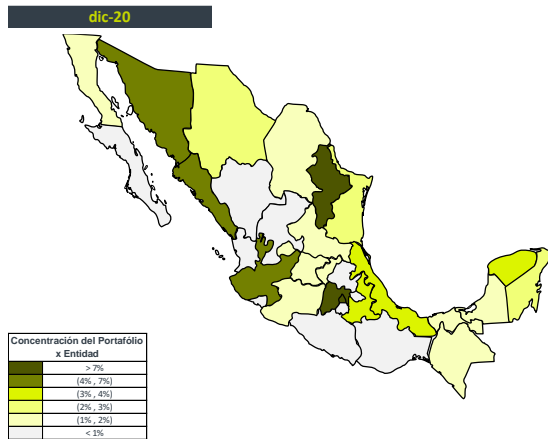 dic-20
Concentración del Portafólio
x Entidad
> 7%
(4% , 7%)
(3% , 4%)
(2% , 3%)
(1% , 2%)
< 1%